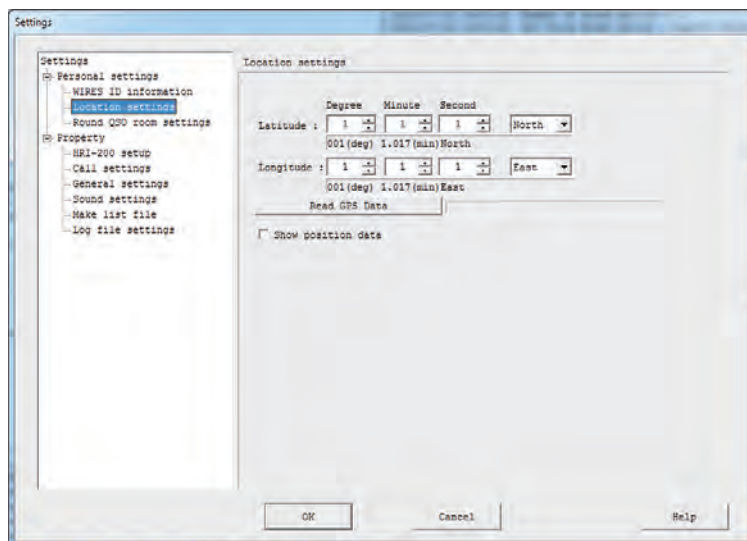 Settings
Settings
Personal settings
WIRES ID information
Location settings
Round QSO room settings
Property
HRI-200 setup
Call settings
General settings
Sound settings
Make list file
Log file settings
Location settings
Degree Minute Second
Latitude : 1 1 1 North
001(deg) 1.017(min)North
Longitude : 1 1 1 East
001(deg) 1.017(min)East
Read GPS Data
Show position data
OK Cancel Help